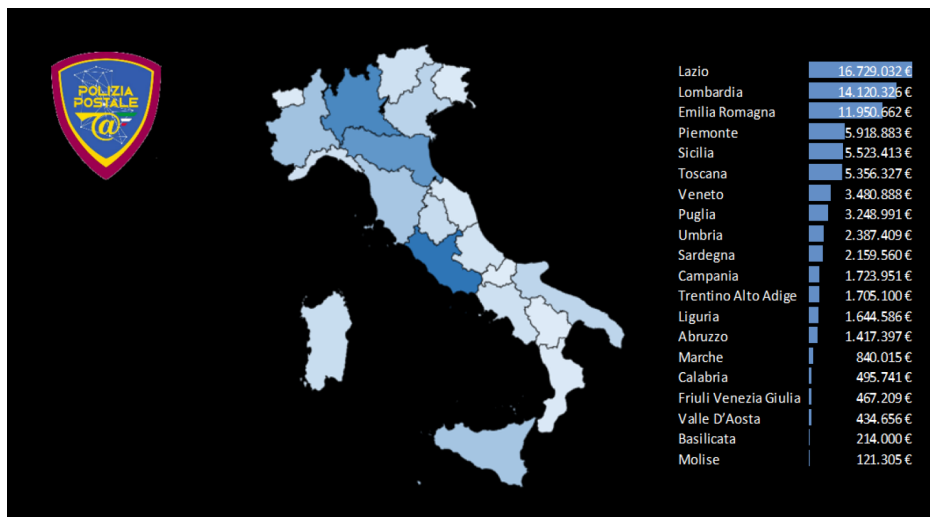 POLIZIA
POSTALE
@
Lazio 16.729.032 €
Lombardia 14.120.326 €
Emilia Romagna 11.950.662 €
Piemonte 5.918.883 €
Sicilia 5.523.413 €
Toscana 5.356.327 €
Veneto 3.480.888 €
Puglia 3.248.991 €
Umbria 2.387.409 €
Sardegna 2.159.560 €
Campania 1.723.951 €
Trentino Alto Adige 1.705.100 €
Liguria 1.644.586 €
Abruzzo 1.417.397 €
Marche 840.015 €
Calabria 495.741 €
Friuli Venezia Giulia 467.209 €
Valle D'Aosta 434.656 €
Basilicata 214.000 €
Molise 121.305 €